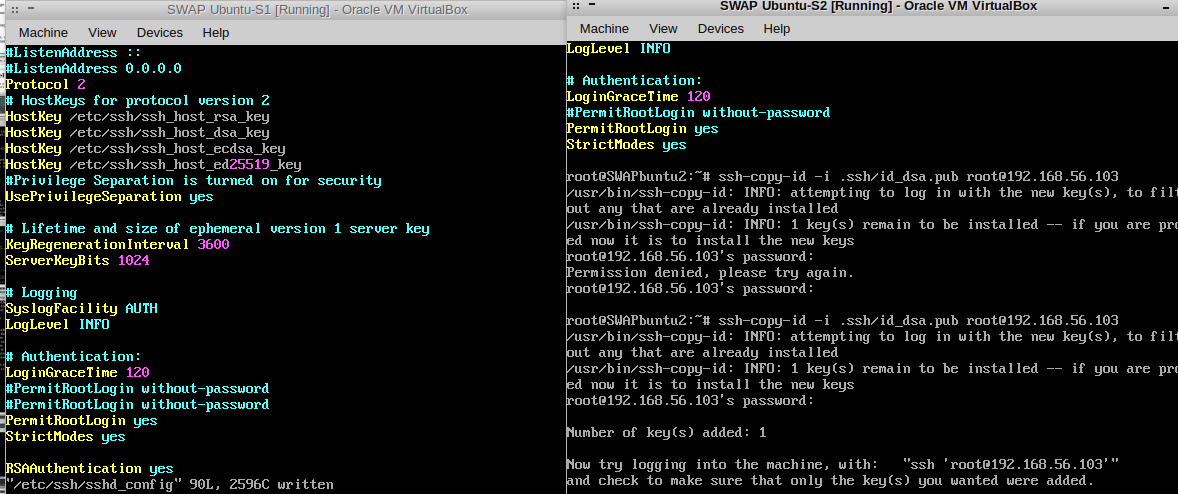 SWAP Ubuntu-S1 [Running] - Oracle VM VirtualBox
Machine View Devices Help
#ListenAddress ::
#ListenAddress 0.0.0.0
Protocol 2
# HostKeys for protocol version 2
HostKey /etc/ssh/ssh_host_rsa_key
HostKey /etc/ssh/ssh_host_dsa_key
HostKey /etc/ssh/ssh_host_ecdsa_key
HostKey /etc/ssh/ssh_host_ed25519_key
#Privilege Separation is turned on for security
UsePrivilegeSeparation yes
# Lifetime and size of ephemeral version 1 server key
KeyRegenerationInterval 3600
ServerKeyBits 1024
# Logging
SyslogFacility AUTH
LogLevel INFO
# Authentication:
LoginGraceTime 120
#PermitRootLogin without-password
#PermitRootLogin without-password
PermitRootLogin yes
StrictModes yes
RSAAuthentication yes
"/etc/ssh/sshd_config" 90L, 2596C written
SWAP Ubuntu-S2 [Running] - Oracle VM VirtualBox
Machine View Devices Help
LogLevel INFO
# Authentication:
LoginGraceTime 120
#PermitRootLogin without-password
PermitRootLogin yes
StrictModes yes
root@SWAPbuntu2:~# ssh-copy-id -i .ssh/id_dsa.pub root@192.168.56.103
/usr/bin/ssh-copy-id: INFO: attempting to log in with the new key(s), to filt
out any that are already installed
/usr/bin/ssh-copy-id: INFO: 1 key(s) remain to be installed -- if you are pro
ed now it is to install the new keys
root@192.168.56.103's password:
Permission denied, please try again.
root@192.168.56.103's password:
root@SWAPbuntu2:~# ssh-copy-id -i .ssh/id_dsa.pub root@192.168.56.103
/usr/bin/ssh-copy-id: INFO: attempting to log in with the new key(s), to filt
out any that are already installed
/usr/bin/ssh-copy-id: INFO: 1 key(s) remain to be installed -- if you are pro
ed now it is to install the new keys
root@192.168.56.103's password:
Number of key(s) added: 1
Now try logging into the machine, with: "ssh 'root@192.168.56.103'"
and check to make sure that only the key(s) you wanted were added.